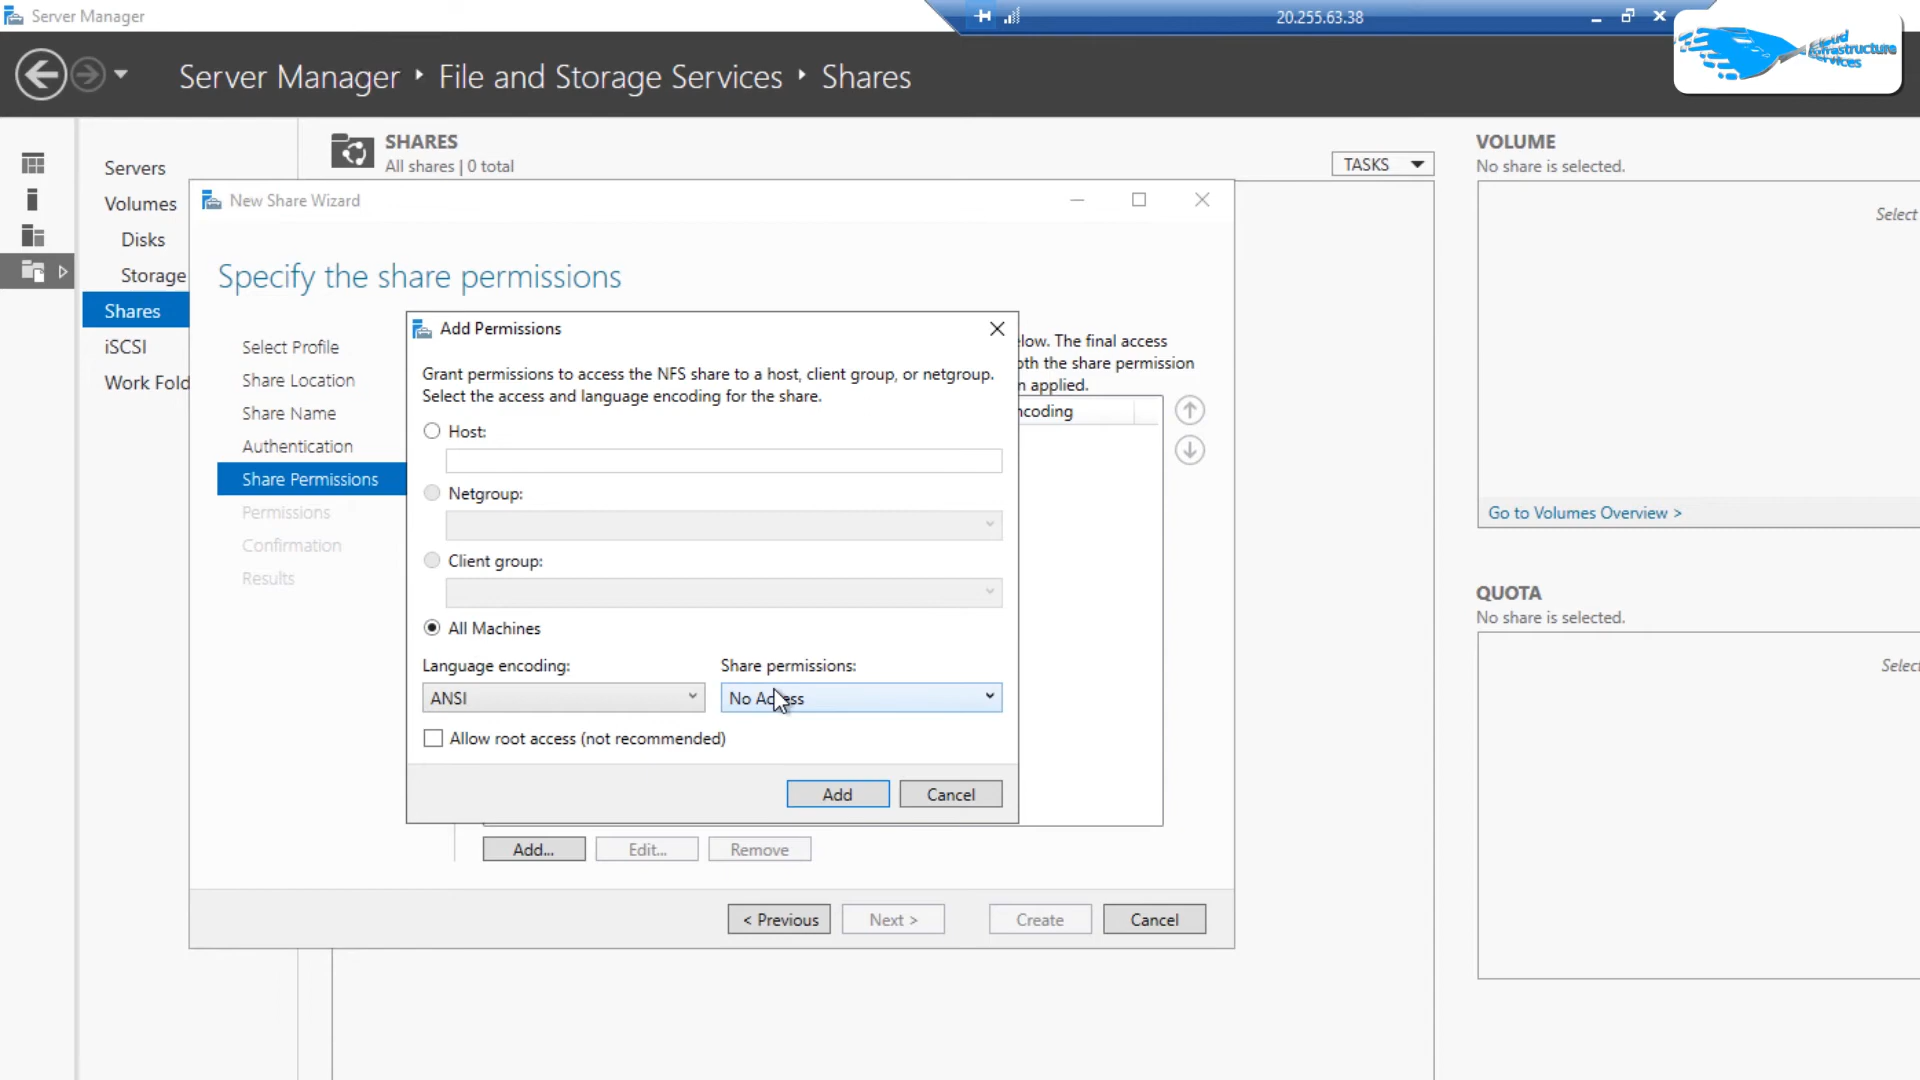 Server Manager
20.255.63.38
Cloud
Infrastructure
Services
Server Manager
File and Storage Services
Shares
SHARES
All shares | 0 total
TASKS
VOLUME
No share is selected.
Servers
Volumes
Disks
Storage
Shares
iSCSI
Work Fold
Select
Go to Volumes Overview >
QUOTA
No share is selected.
Select
New Share Wizard
Specify the share permissions
Select Profile
Share Location
Share Name
Authentication
Share Permissions
Permissions
Confirmation
Results
low. The final access
oth the share permission
n applied.
ncoding
Add Permissions
Grant permissions to access the NFS share to a host, client group, or netgroup.
Select the access and language encoding for the share.
Host:
Netgroup:
Client group:
All Machines
Language encoding:
Share permissions:
ANSI
No Access
Allow root access (not recommended)
Add
Cancel
Add...
Edit...
Remove
< Previous
Next >
Create
Cancel